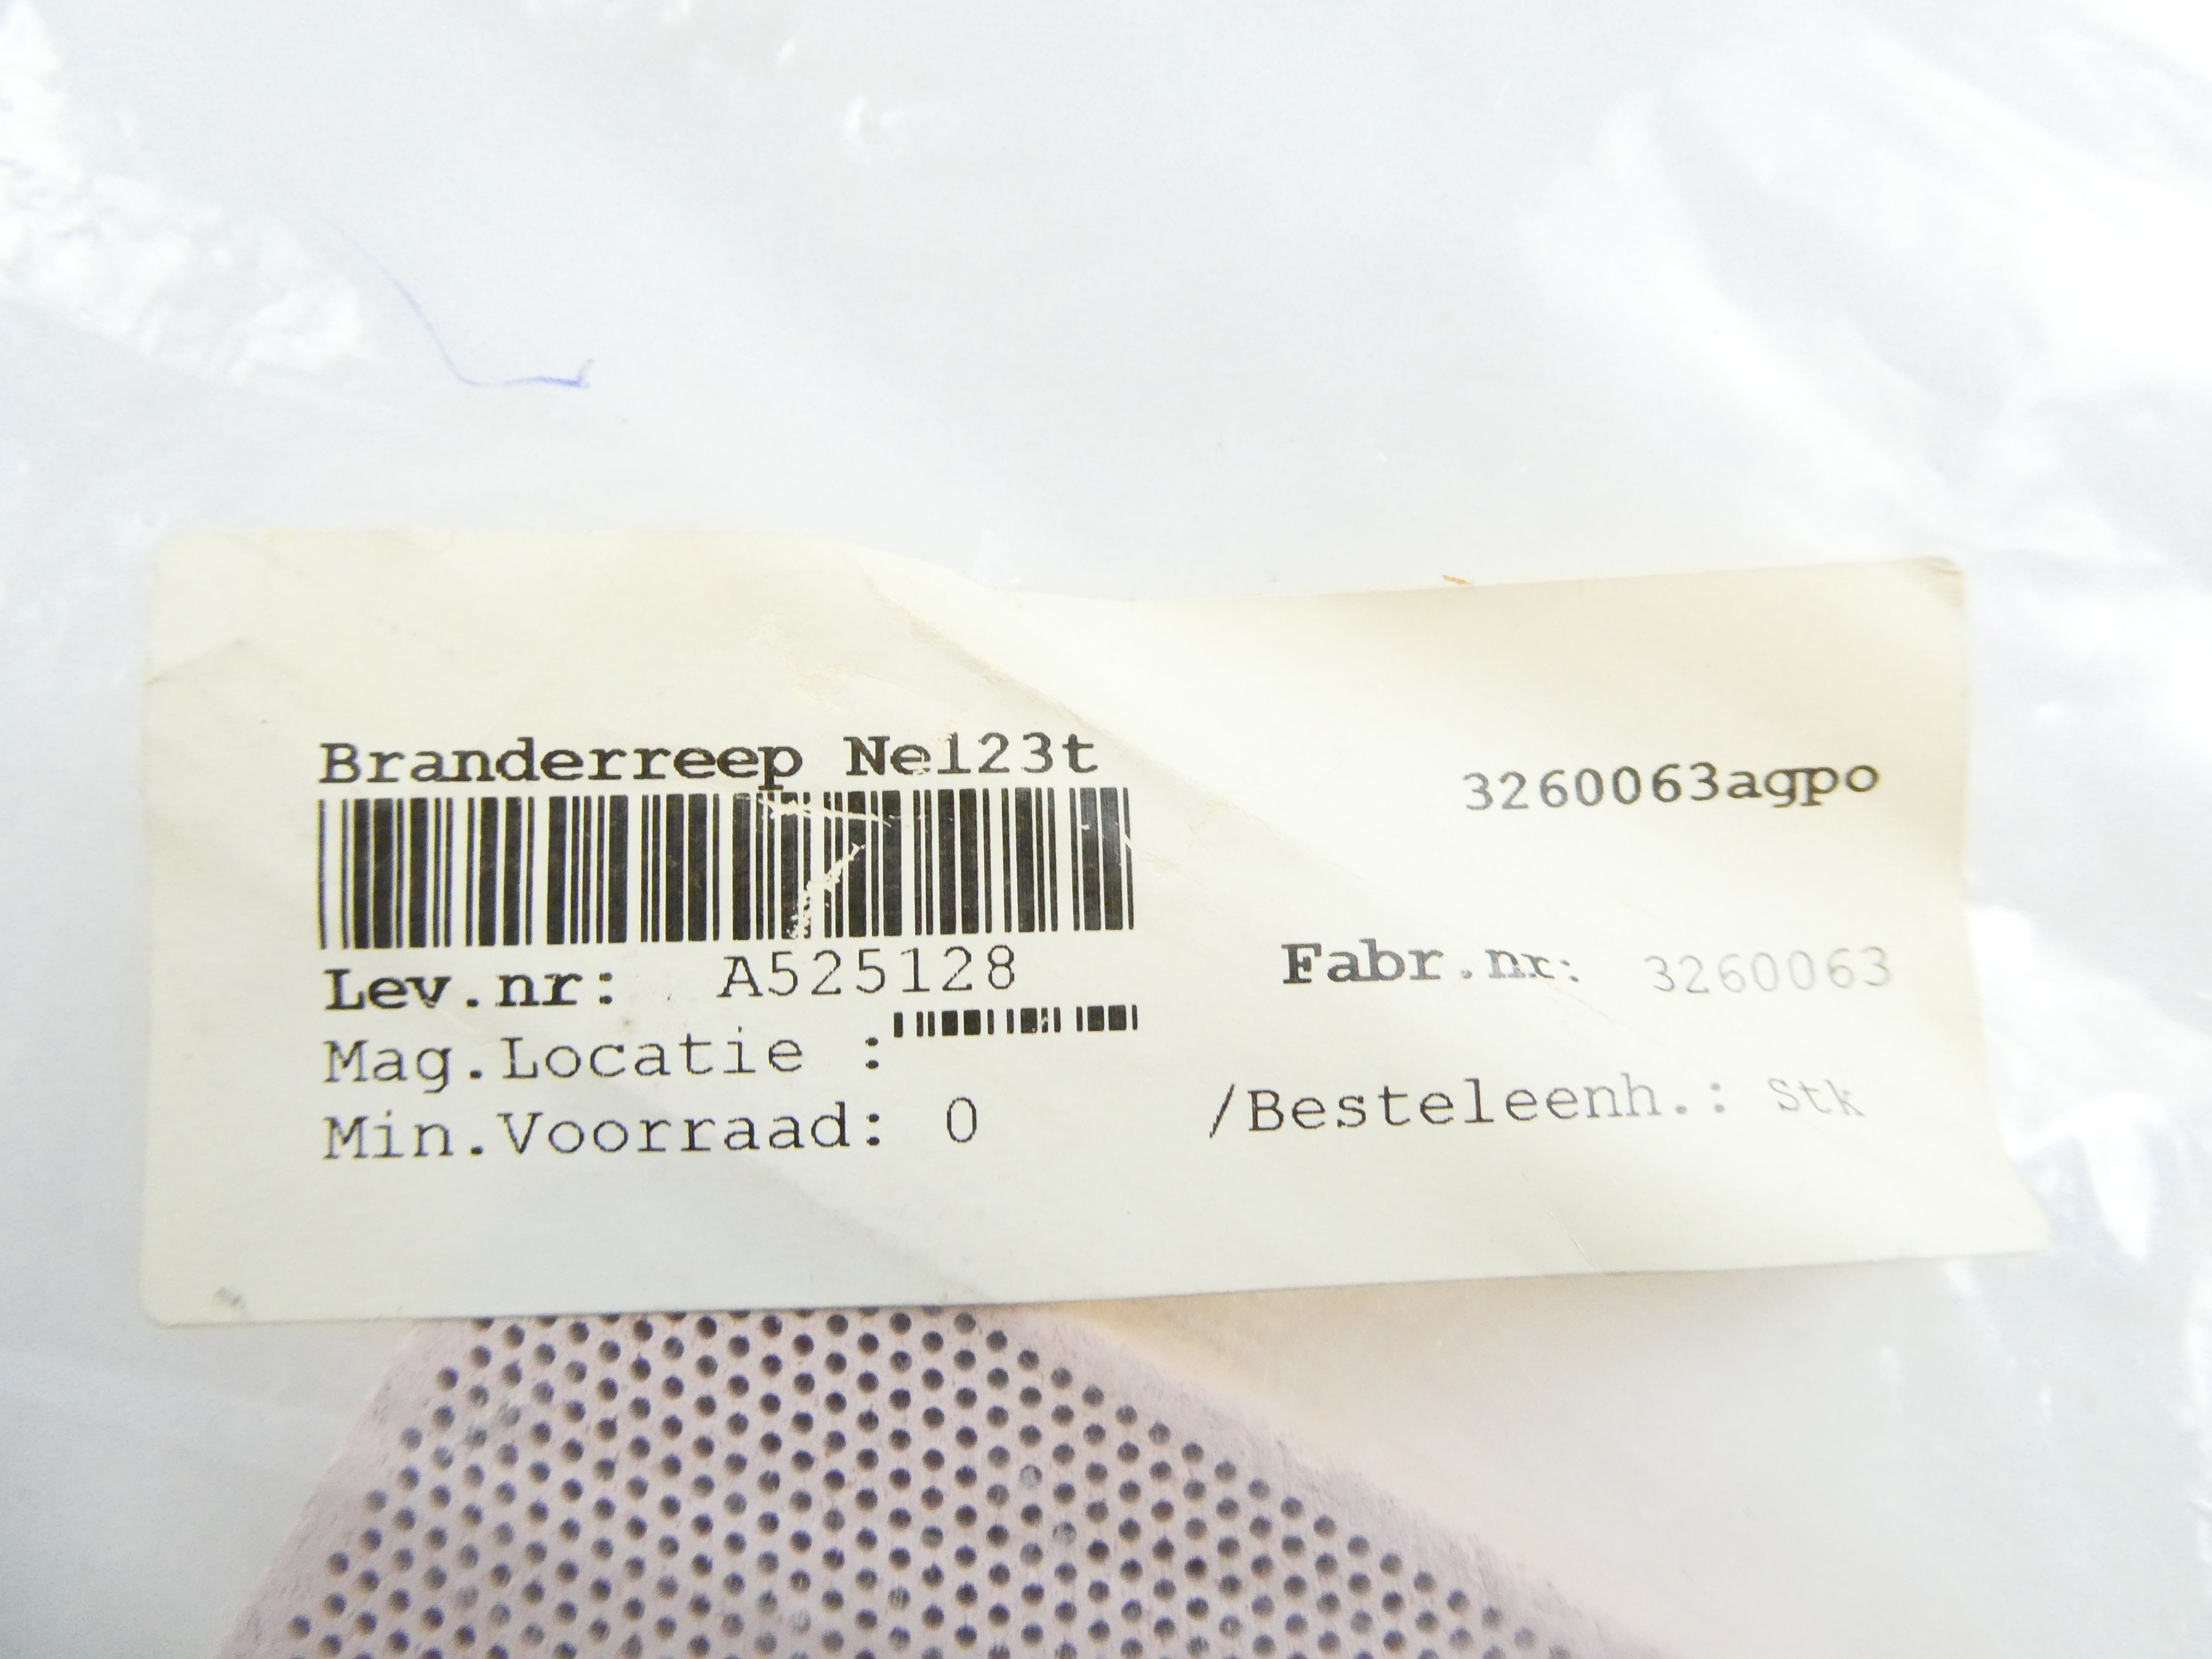 Branderreep Ne123t
3260063agpo
Lev.nr: A525128
Fabr.nr: 3260063
Mag.Locatie :
Min.Voorraad: 0 /Besteleenh.: Stk